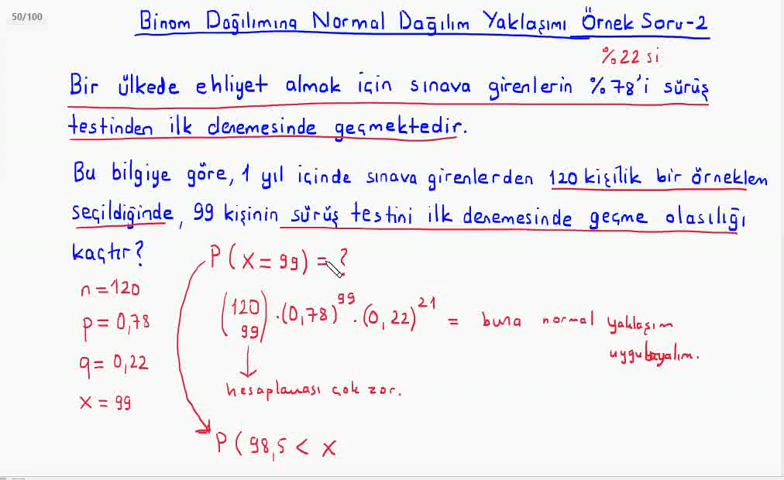 50/100
Binom Dağılımına Normal Dağılım Yaklaşımı Örnek Soru-2
%22 si
Bir ülkede ehliyet almak için sınava girenlerin %78'i sürüş
testinden ilk denemesinde geçmektedir.
Bu bilgiye göre, 1 yıl içinde sınava girenlerden 120 kişilik bir örneklem
seçildiğinde, 99 kişinin sürüş testini ilk denemesinde geçme olasılığı
kaçtır?
P(x=99)=?
n=120
p=0,78
q=0,22
x=99
(120 99).(0,78)^99.(0,22)^21 = buna normal yaklaşım
uygulayalım.
hesaplaması çok zor.
P(98,5 < x